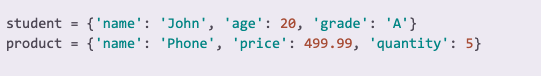 student = {'name': 'John', 'age': 20, 'grade': 'A'}
product = {'name': 'Phone', 'price': 499.99, 'quantity': 5}